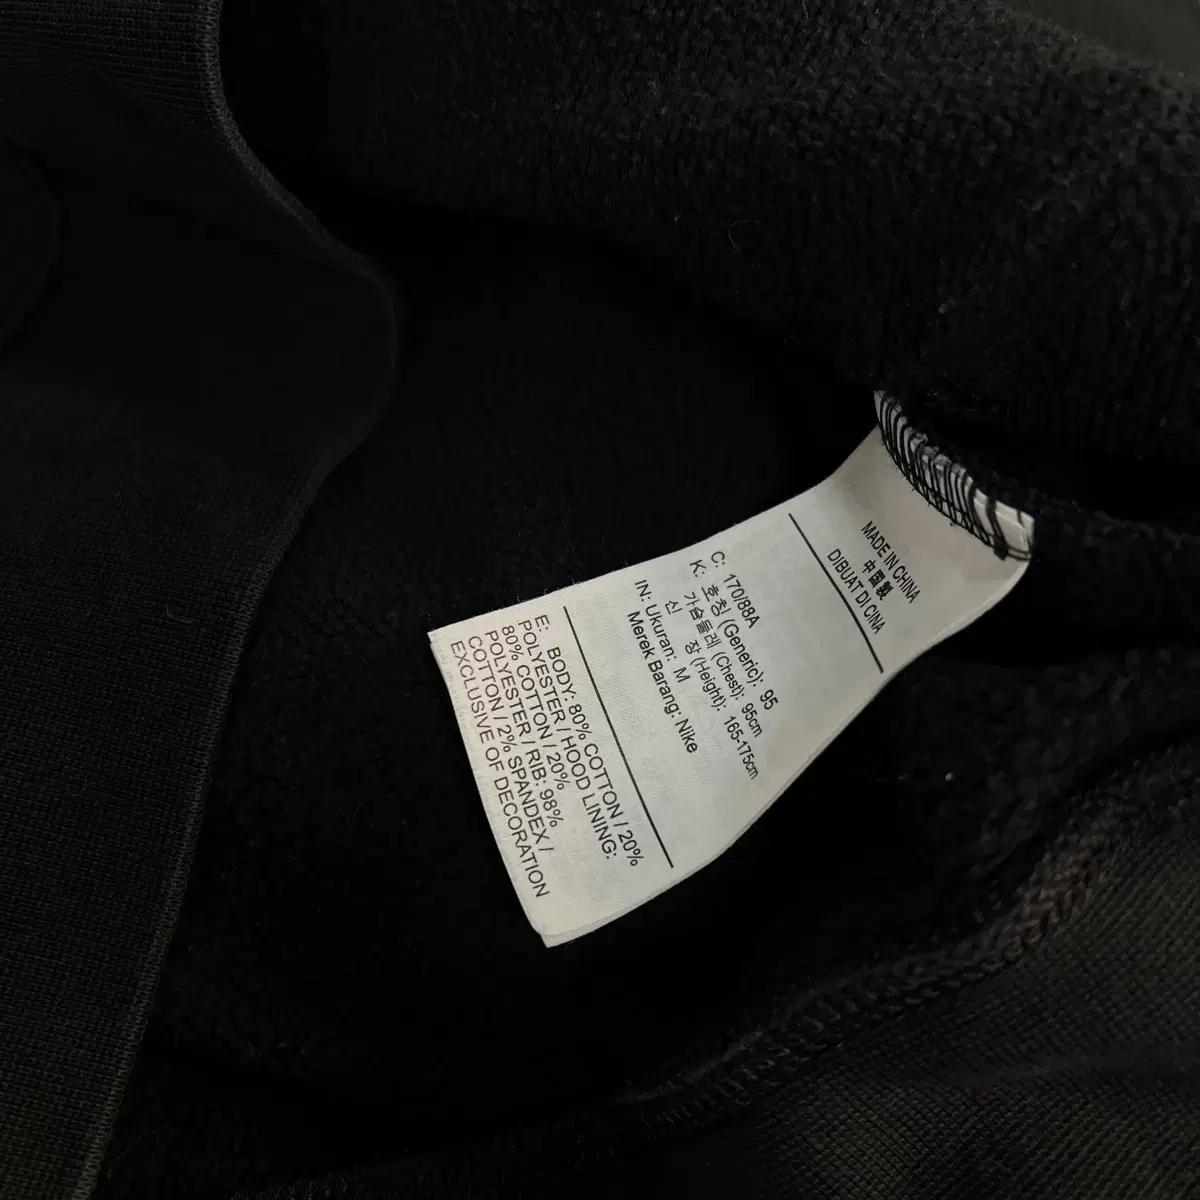 MADE IN CHINA
中國製
DIBUAT DI CINA
C: 170/88A
K: 호칭 (Generic): 95
가슴둘레 (Chest): 95cm
신 장 (Height): 165-175cm
IN: Ukuran: M
Merek Barang: Nike
E: BODY: 80% COTTON / 20%
POLYESTER / HOOD LINING:
80% COTTON / 20%
POLYESTER / RIB: 98%
COTTON / 2% SPANDEX /
EXCLUSIVE OF DECORATION